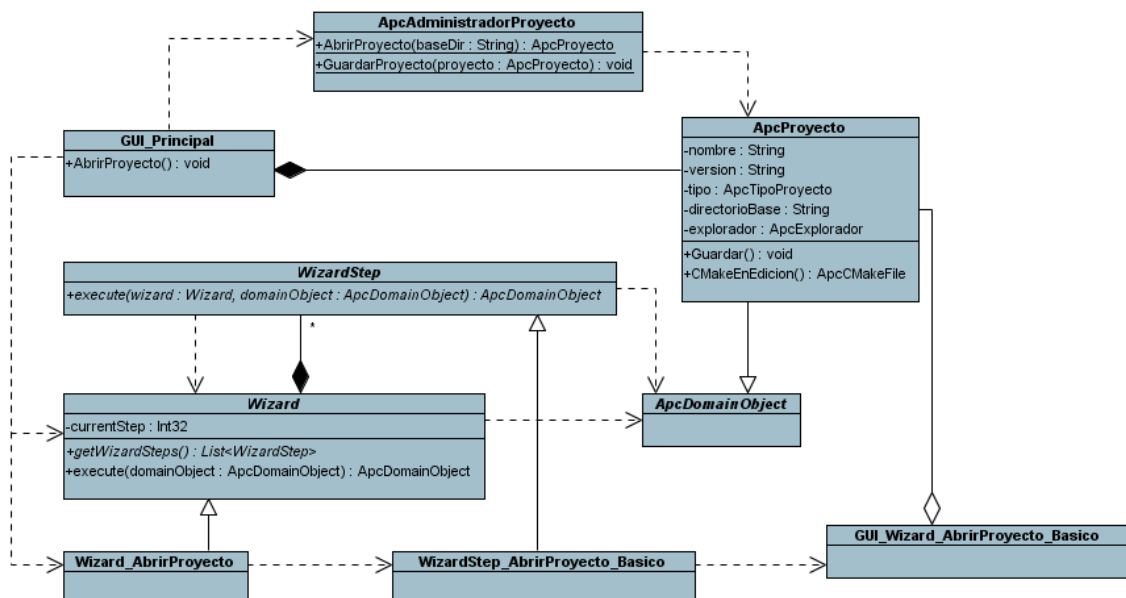 ApcAdministradorProyecto
+AbrirProyecto(baseDir : String) : ApcProyecto
+GuardarProyecto(proyecto : ApcProyecto) : void
GUI_Principal
+AbrirProyecto() : void
ApcProyecto
-nombre : String
-version : String
-tipo : ApcTipoProyecto
-directorioBase : String
-explorador : ApcExplorador
+Guardar() : void
+CMakeEnEdicion() : ApcCMakeFile
WizardStep
+execute(wizard : Wizard, domainObject : ApcDomainObject) : ApcDomainObject
*
Wizard
-currentStep : Int32
+getWizardSteps() : List<WizardStep>
+execute(domainObject : ApcDomainObject) : ApcDomainObject
ApcDomainObject
Wizard_AbrirProyecto
WizardStep_AbrirProyecto_Basico
GUI_Wizard_AbrirProyecto_Basico